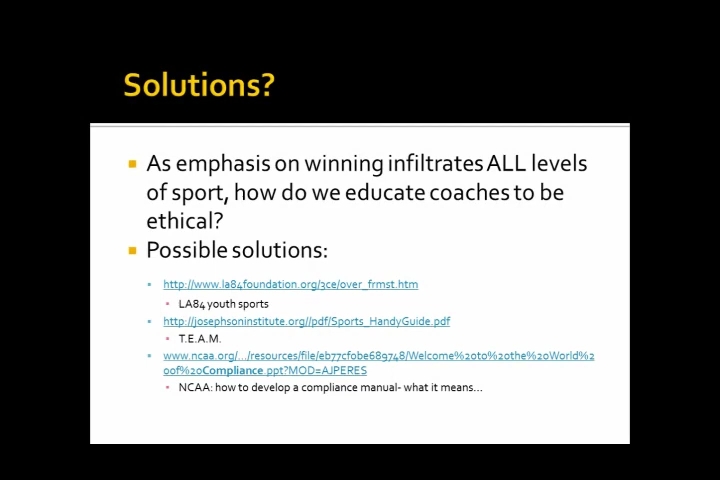 Solutions?
As emphasis on winning infiltrates ALL levels
of sport, how do we educate coaches to be
ethical?
Possible solutions:
http://www.la84foundation.org/3ce/over_frmst.htm
LA84 youth sports
http://josephsoninstitute.org//pdf/Sports_HandyGuide.pdf
T.E.A.M.
www.ncaa.org/.../resources/file/eb77cf0be689748/Welcome%20to%20the%20World%2
0of%20Compliance.ppt?MOD=AJPERES
NCAA: how to develop a compliance manual- what it means...